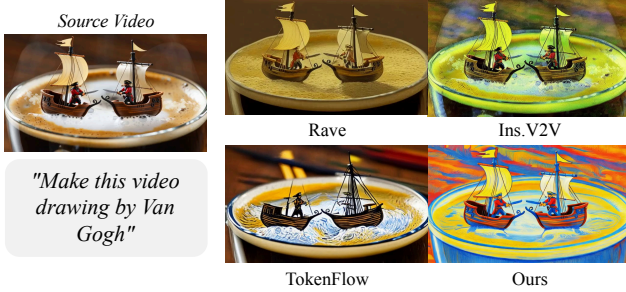 Source Video
"Make this video
drawing by Van
Gogh"
Rave
Ins.V2V
TokenFlow
Ours